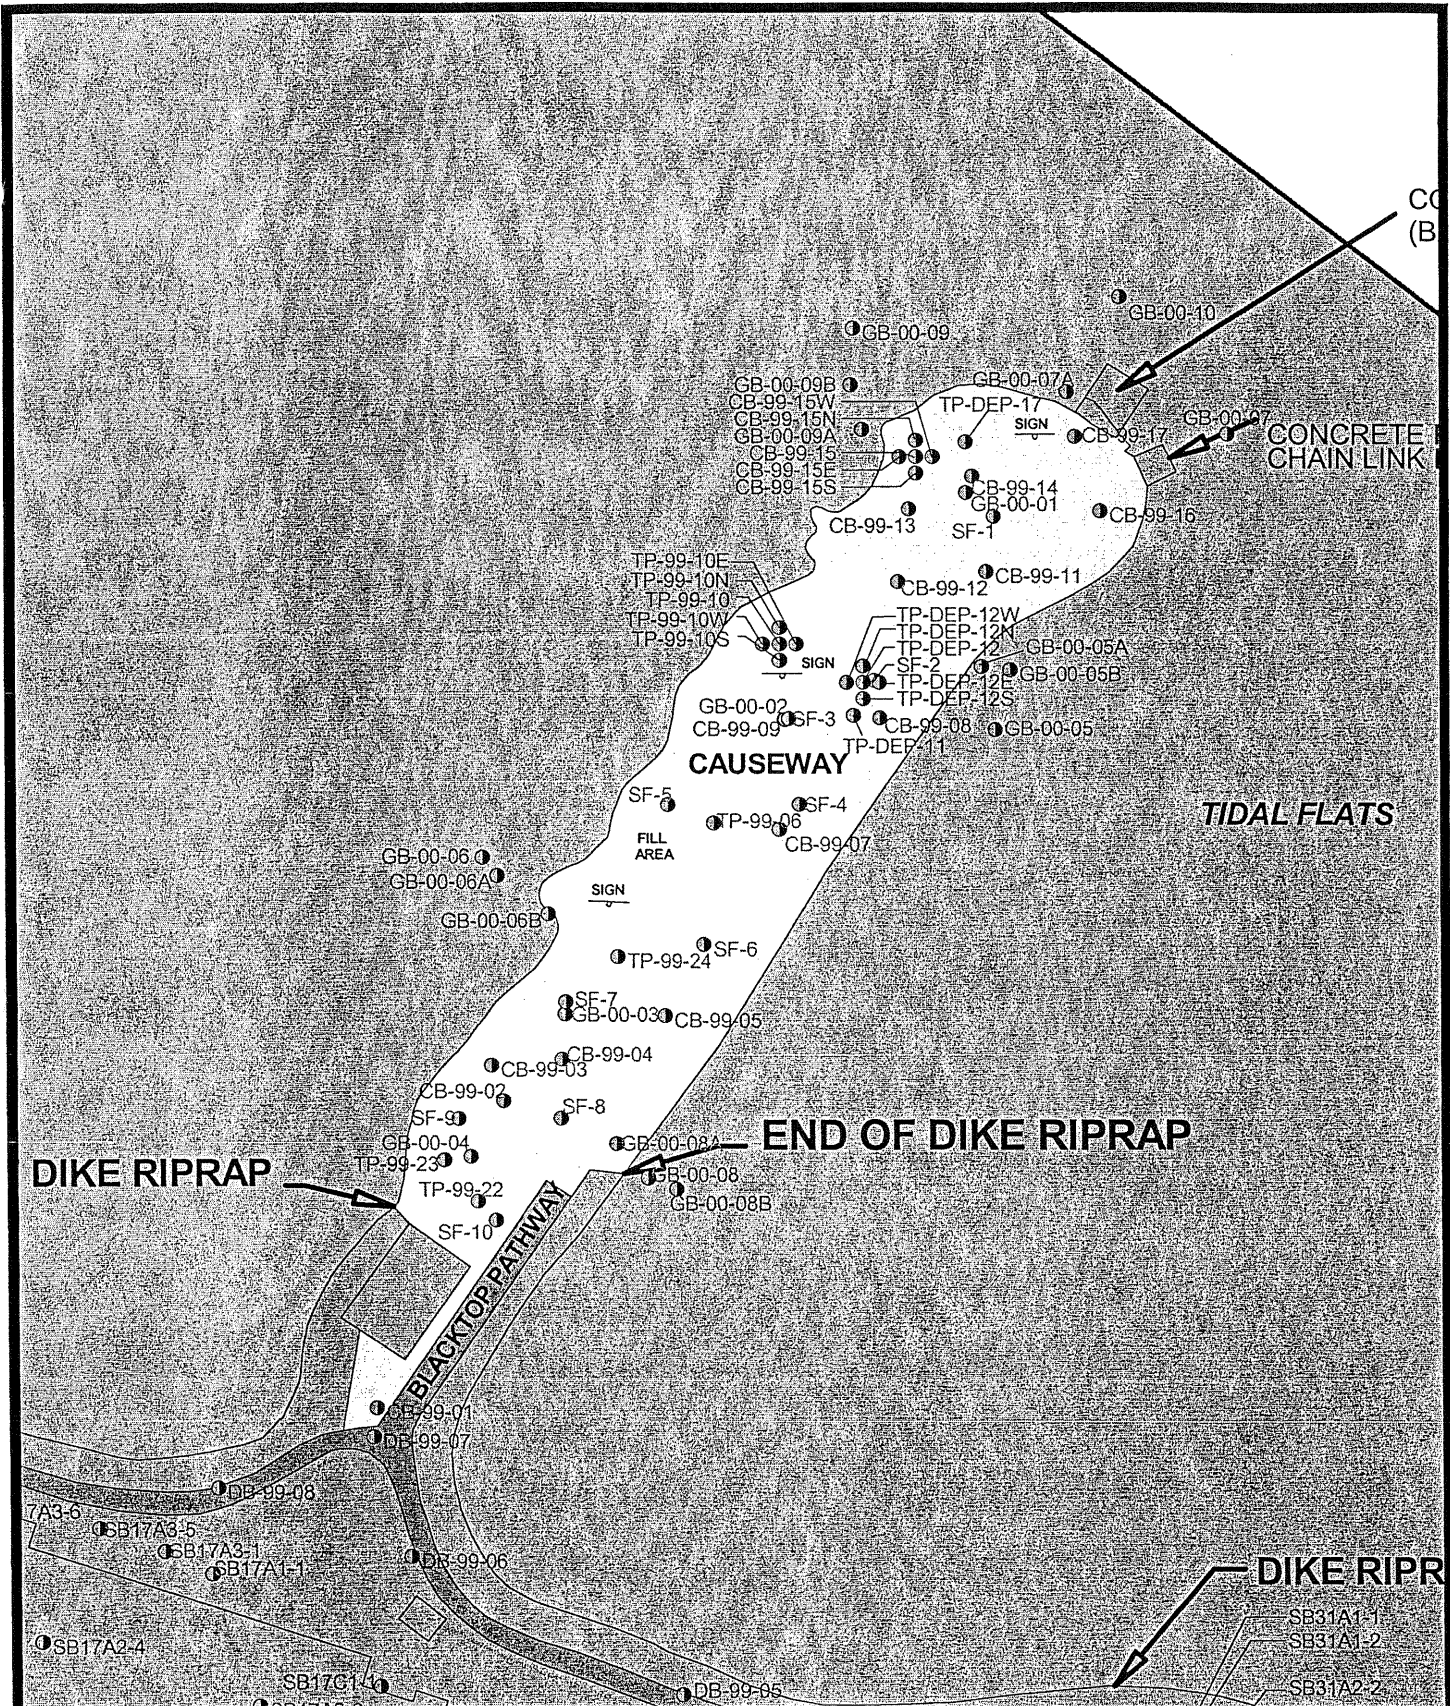 CO
(B
GB-00-10
GB-00-09
GB-00-09B
GB-00-07A
CB-99-15W
TP-DEP-17
CB-99-15N
SIGN
GB-00-07
GB-00-09A
CB-99-17
CONCRETE
CB-99-15
CHAIN LINK
CB-99-15E
CB-99-15S
CB-99-14
GB-00-01
CB-99-13
SF-1
CB-99-16
TP-99-10E
TP-99-10N
CB-99-11
CB-99-12
TP-99-10
TP-99-10W
TP-99-10S
TP-DEP-12W
TP-DEP-12N
TP-DEP-12
GB-00-05A
SIGN
SF-2
GB-00-05B
TP-DEP-12E
TP-DEP-12S
GB-00-02
SF-3
CB-99-09
CB-99-08
GB-00-05
TP-DEP-11
CAUSEWAY
SF-5
SF-4
TIDAL FLATS
TP-99-06
FILL
AREA
CB-99-07
GB-00-06
GB-00-06A
SIGN
GB-00-06B
SF-6
TP-99-24
SF-7
GB-00-03
CB-99-05
CB-99-04
CB-99-03
CB-99-02
SF-9
SF-8
GB-00-04
GB-00-08A
END OF DIKE RIPRAP
TP-99-23
DIKE RIPRAP
GB-00-08
TP-99-22
GB-00-08B
SF-10
BLACKTOP PATHWAY
CB-99-01
DB-99-07
DB-99-08
7A3-6
SB17A3-5
SB17A3-1
SB17A1-1
DB-99-06
DIKE RIPR
SB31A1-1
SB31A1-2
SB17A2-4
SB17C1-1
SB31A2-2
DB-99-05